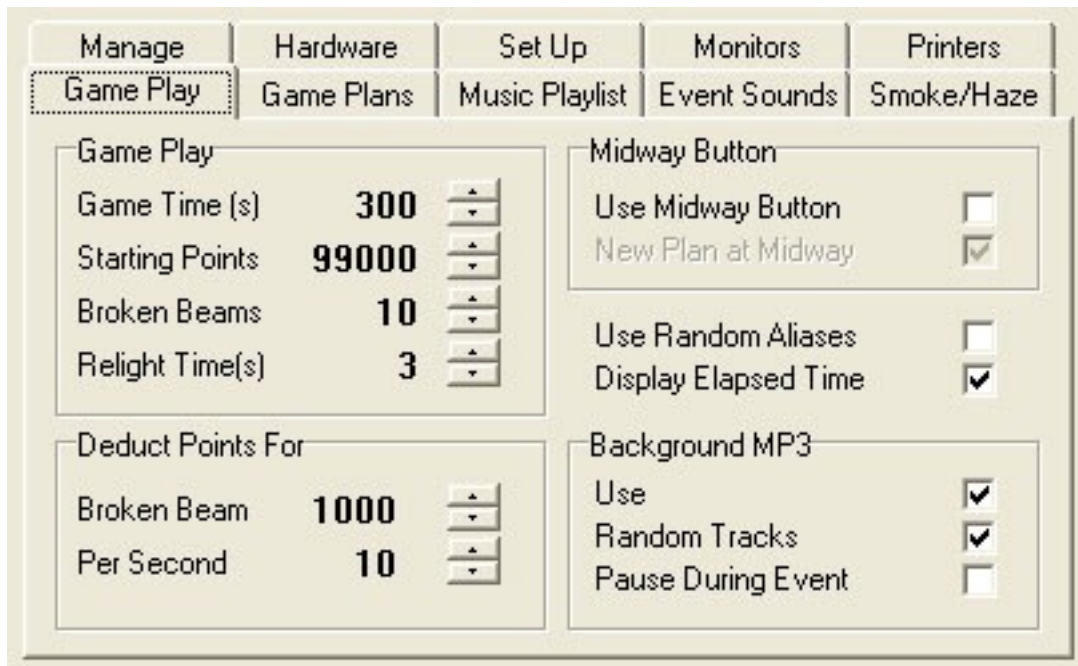 Manage Hardware Set Up Monitors Printers
Game Play Game Plans Music Playlist Event Sounds Smoke/Haze
Game Play
Game Time (s) 300
Starting Points 99000
Broken Beams 10
Relight Time(s) 3
Deduct Points For
Broken Beam 1000
Per Second 10
Midway Button
Use Midway Button
New Plan at Midway
Use Random Aliases
Display Elapsed Time
Background MP3
Use
Random Tracks
Pause During Event